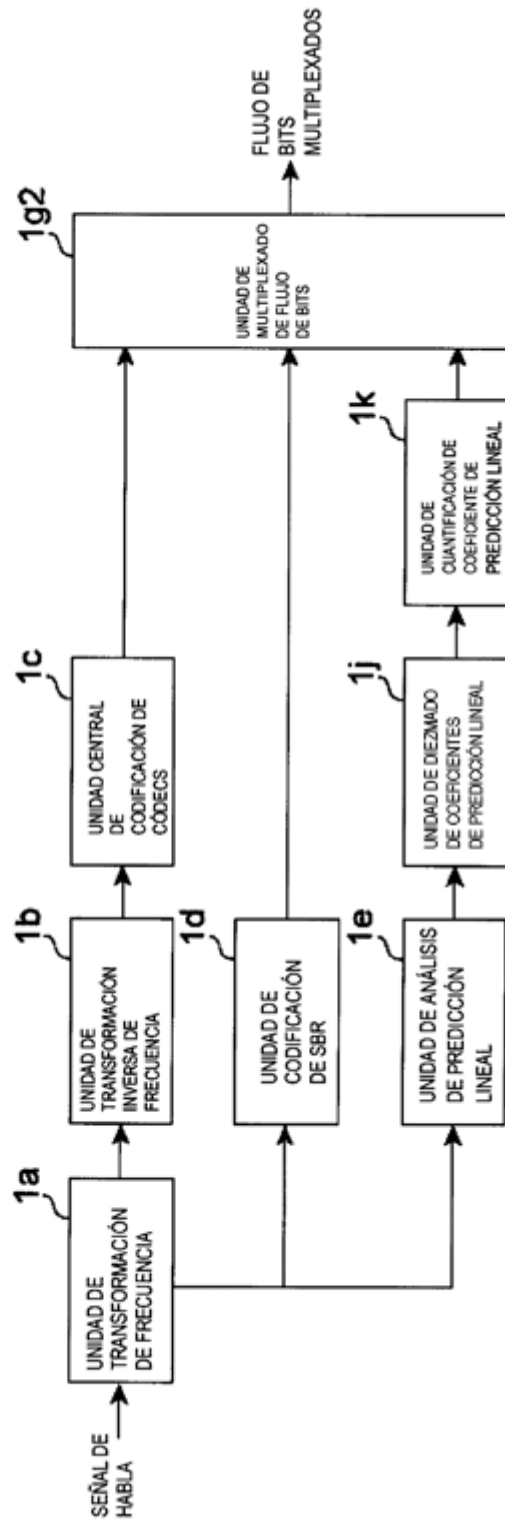 SEÑAL DE
HABLA
1a
UNIDAD DE
TRANSFORMACIÓN
DE FRECUENCIA
1b
UNIDAD DE
TRANSFORMACIÓN
INVERSA DE
FRECUENCIA
1c
UNIDAD CENTRAL
DE
CODIFICACIÓN DE
CÓDECS
1d
UNIDAD DE
CODIFICACIÓN
DE SBR
1e
UNIDAD DE ANÁLISIS
DE PREDICCIÓN
LINEAL
1j
UNIDAD DE DIEZMADO
DE COEFICIENTES
DE PREDICCIÓN LINEAL
1k
UNIDAD DE
CUANTIFICACIÓN DE
COEFICIENTE DE
PREDICCIÓN LINEAL
1g2
UNIDAD DE
MULTIPLEXADO
DE FLUJO
DE BITS
FLUJO DE
BITS
MULTIPLEXADOS